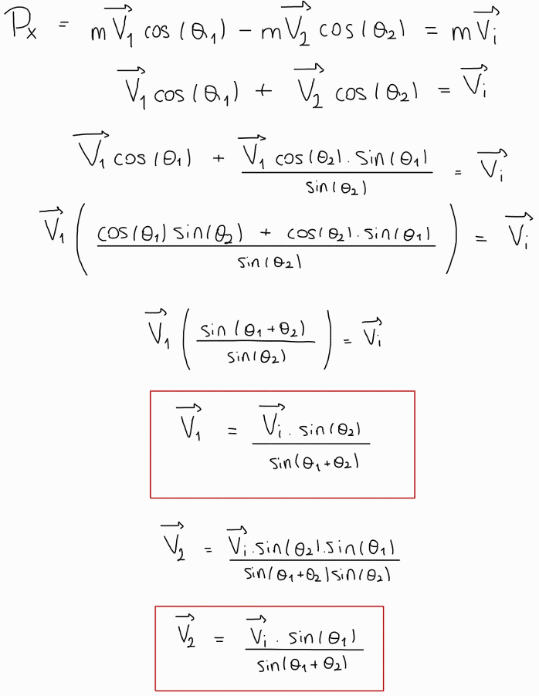 Pₓ = mV⃗₁ cos(θ₁) - mV⃗₂ cos(θ₂) = mV⃗ᵢ
V⃗₁ cos(θ₁) + V⃗₂ cos(θ₂) = V⃗ᵢ
V⃗₁ cos(θ₁) + (V⃗₁ cos(θ₂) . sin(θ₁)) / sin(θ₂) = V⃗ᵢ
V⃗₁ ((cos(θ₁) sin(θ₂) + cos(θ₂) . sin(θ₁)) / sin(θ₂)) = V⃗ᵢ
V⃗₁ (sin(θ₁+θ₂) / sin(θ₂)) = V⃗ᵢ
V⃗₁ = (V⃗ᵢ . sin(θ₂)) / sin(θ₁+θ₂)
V⃗₂ = (V⃗ᵢ . sin(θ₂) . sin(θ₁)) / (sin(θ₁+θ₂) sin(θ₂))
V⃗₂ = (V⃗ᵢ . sin(θ₁)) / sin(θ₁+θ₂)